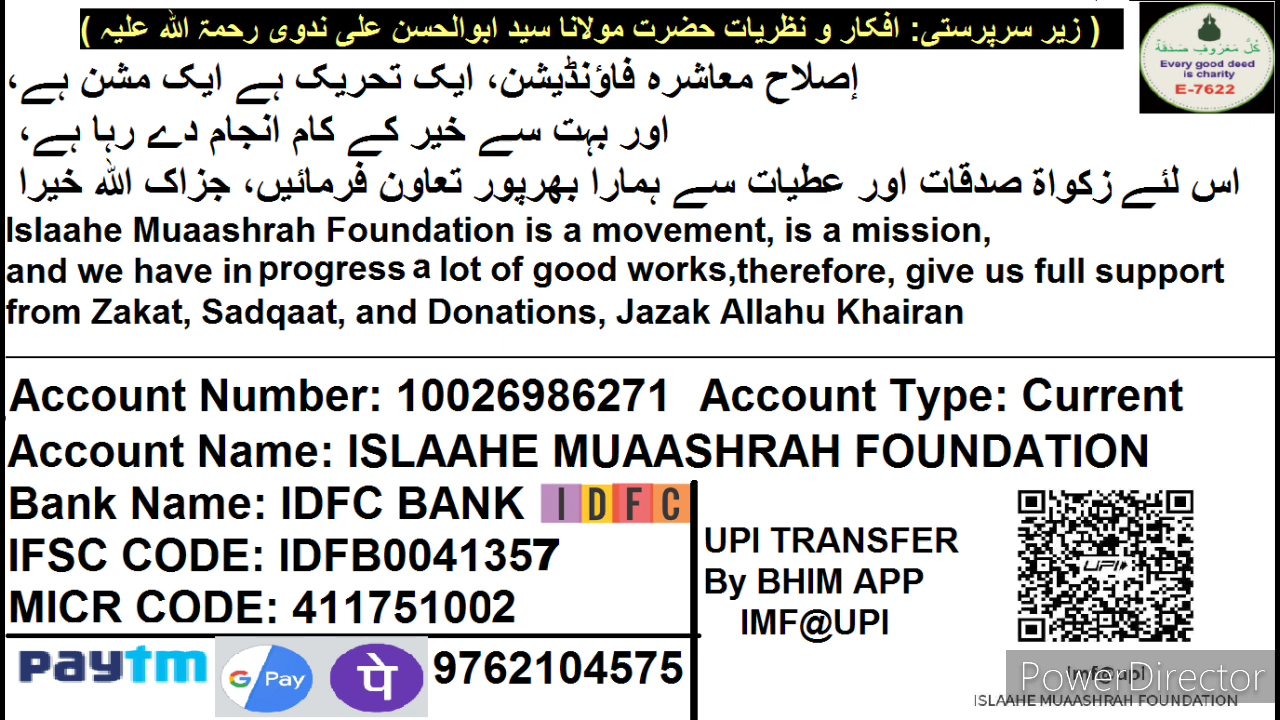 ( زیر سرپرستی: افکار و نظریات حضرت مولانا سید ابوالحسن علی ندوی رحمۃ اللہ علیہ )
كُلُّ مَعْرُوفٍ صَدَقَةٌ
Every good deed
is charity
E-7622
إصلاح معاشرہ فاؤنڈیشن، ایک تحریک ہے ایک مشن ہے،
اور بہت سے خیر کے کام انجام دے رہا ہے،
اس لئے زکواۃ صدقات اور عطیات سے ہمارا بھرپور تعاون فرمائیں، جزاک اللہ خیرا
Islaahe Muaashrah Foundation is a movement, is a mission,
and we have in progress a lot of good works,therefore, give us full support
from Zakat, Sadqaat, and Donations, Jazak Allahu Khairan
Account Number: 10026986271 Account Type: Current
Account Name: ISLAAHE MUAASHRAH FOUNDATION
Bank Name: IDFC BANK IDFC
IFSC CODE: IDFB0041357
MICR CODE: 411751002
UPI TRANSFER
By BHIM APP
IMF@UPI
UPI
paytm G Pay पे 9762104575
imf@upi
PowerDirector
ISLAAHE MUAASHRAH FOUNDATION